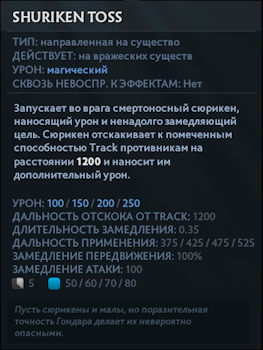 SHURIKEN TOSS
ТИП: направленная на существо
ДЕЙСТВУЕТ: на вражеских существ
УРОН: магический
СКВОЗЬ НЕВОСПР. К ЭФФЕКТАМ: Нет
Запускает во врага смертоносный сюрикен,
наносящий урон и ненадолго замедляющий
цель. Сюрикен отскакивает к помеченным
способностью Track противникам на
расстоянии 1200 и наносит им
дополнительный урон.
УРОН: 100 / 150 / 200 / 250
ДАЛЬНОСТЬ ОТСКОКА ОТ TRACK: 1200
ДЛИТЕЛЬНОСТЬ ЗАМЕДЛЕНИЯ: 0.35
ДАЛЬНОСТЬ ПРИМЕНЕНИЯ: 375 / 425 / 475 / 525
ЗАМЕДЛЕНИЕ ПЕРЕДВИЖЕНИЯ: 100%
ЗАМЕДЛЕНИЕ АТАКИ: 100
5 50 / 60 / 70 / 80
Пусть сюрикены и малы, но поразительная
точность Гондара делает их невероятно
опасными.